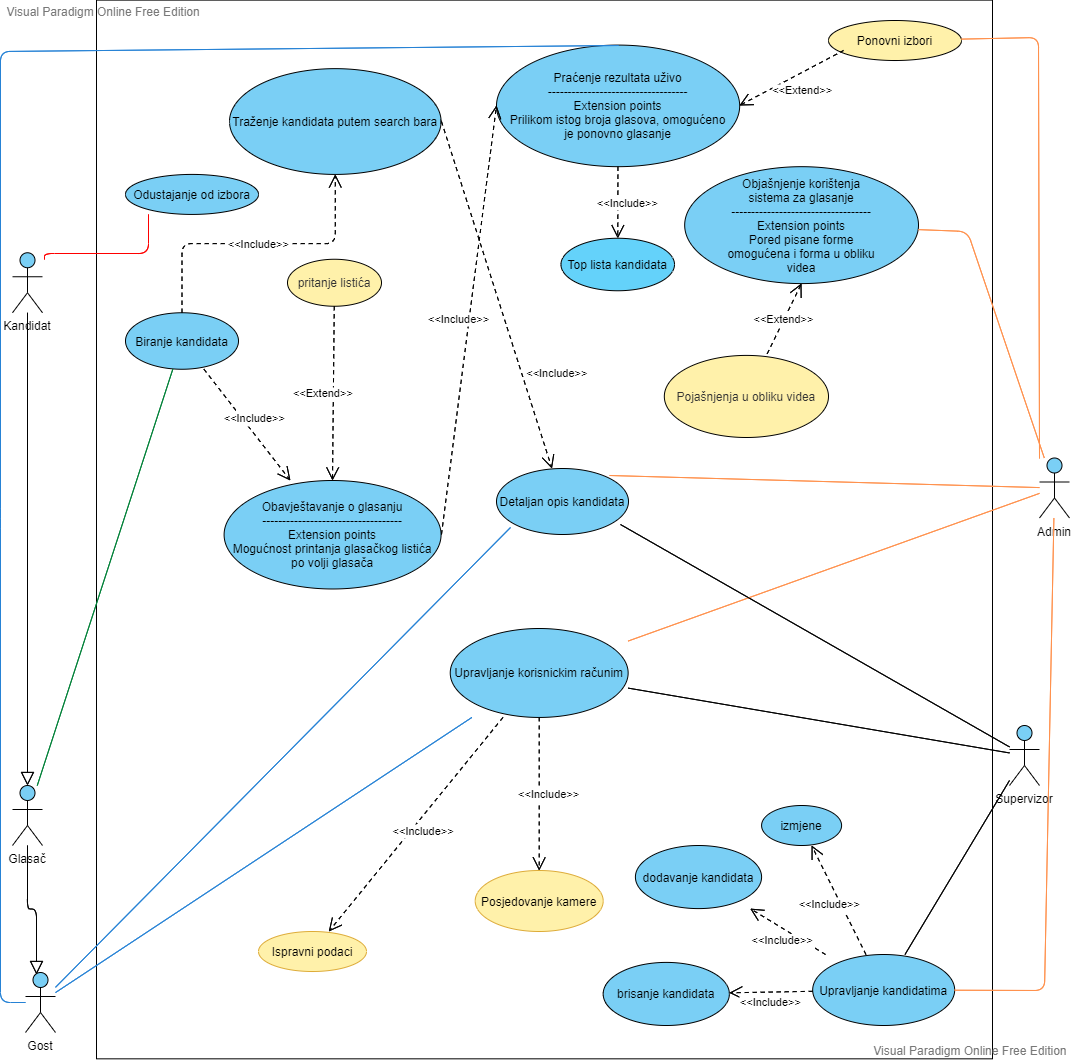 Visual Paradigm Online Free Edition
Ponovni izbori
Praćenje rezultata uživo
-----------------------------------
Extension points
Prilikom istog broja glasova, omogućeno
je ponovno glasanje
<<Extend>>
Traženje kandidata putem search bara
Odustajanje od izbora
Objašnjenje korištenja
sistema za glasanje
-----------------------------------
Extension points
Pored pisane forme
omogućena i forma u obliku
videa
<<Include>>
<<Include>>
Top lista kandidata
pritanje listića
Kandidat
<<Include>>
<<Extend>>
Biranje kandidata
<<Include>>
<<Extend>>
Pojašnjenja u obliku videa
<<Include>>
Detaljan opis kandidata
Obavještavanje o glasanju
-----------------------------------
Extension points
Mogućnost printanja glasačkog listića
po volji glasača
Admin
Upravljanje korisnickim računim
<<Include>>
Supervizor
<<Include>>
izmjene
Glasač
dodavanje kandidata
Posjedovanje kamere
<<Include>>
<<Include>>
Ispravni podaci
brisanje kandidata
Upravljanje kandidatima
<<Include>>
Gost
Visual Paradigm Online Free Edition